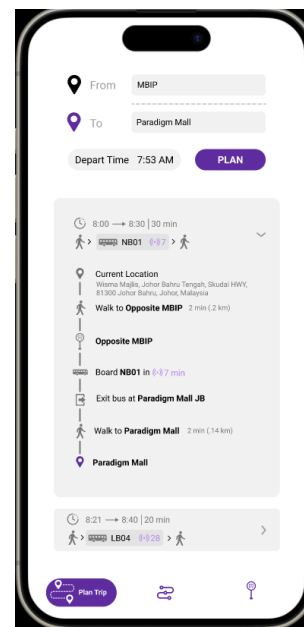 From MBIP
To Paradigm Mall
Depart Time 7:53 AM PLAN
8:00 → 8:30 | 30 min
> NB01 7 >
Current Location
Wisma Majlis, Johor Bahru Tengah, Skudai HWY,
81300 Johor Bahru, Johor, Malaysia
Walk to Opposite MBIP 2 min (.2 km)
Opposite MBIP
Board NB01 in 7 min
Exit bus at Paradigm Mall JB
Walk to Paradigm Mall 2 min (.14 km)
Paradigm Mall
8:21 → 8:40 | 20 min
> LB04 28 >
Plan Trip